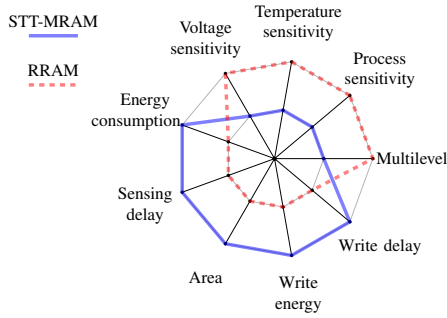 STT-MRAM
RRAM
Voltage
sensitivity
Temperature
sensitivity
Process
sensitivity
Energy
consumption
Multilevel
Sensing
delay
Write delay
Area
Write
energy